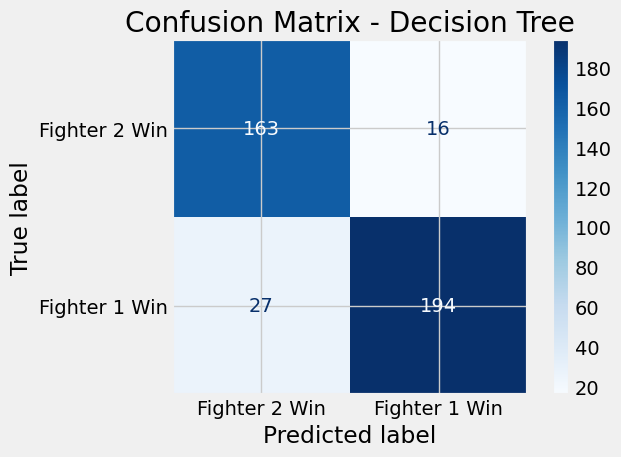 Confusion Matrix - Decision Tree
True label
Fighter 2 Win
163
16
Fighter 1 Win
27
194
Fighter 2 Win
Fighter 1 Win
Predicted label
180
160
140
120
100
80
60
40
20